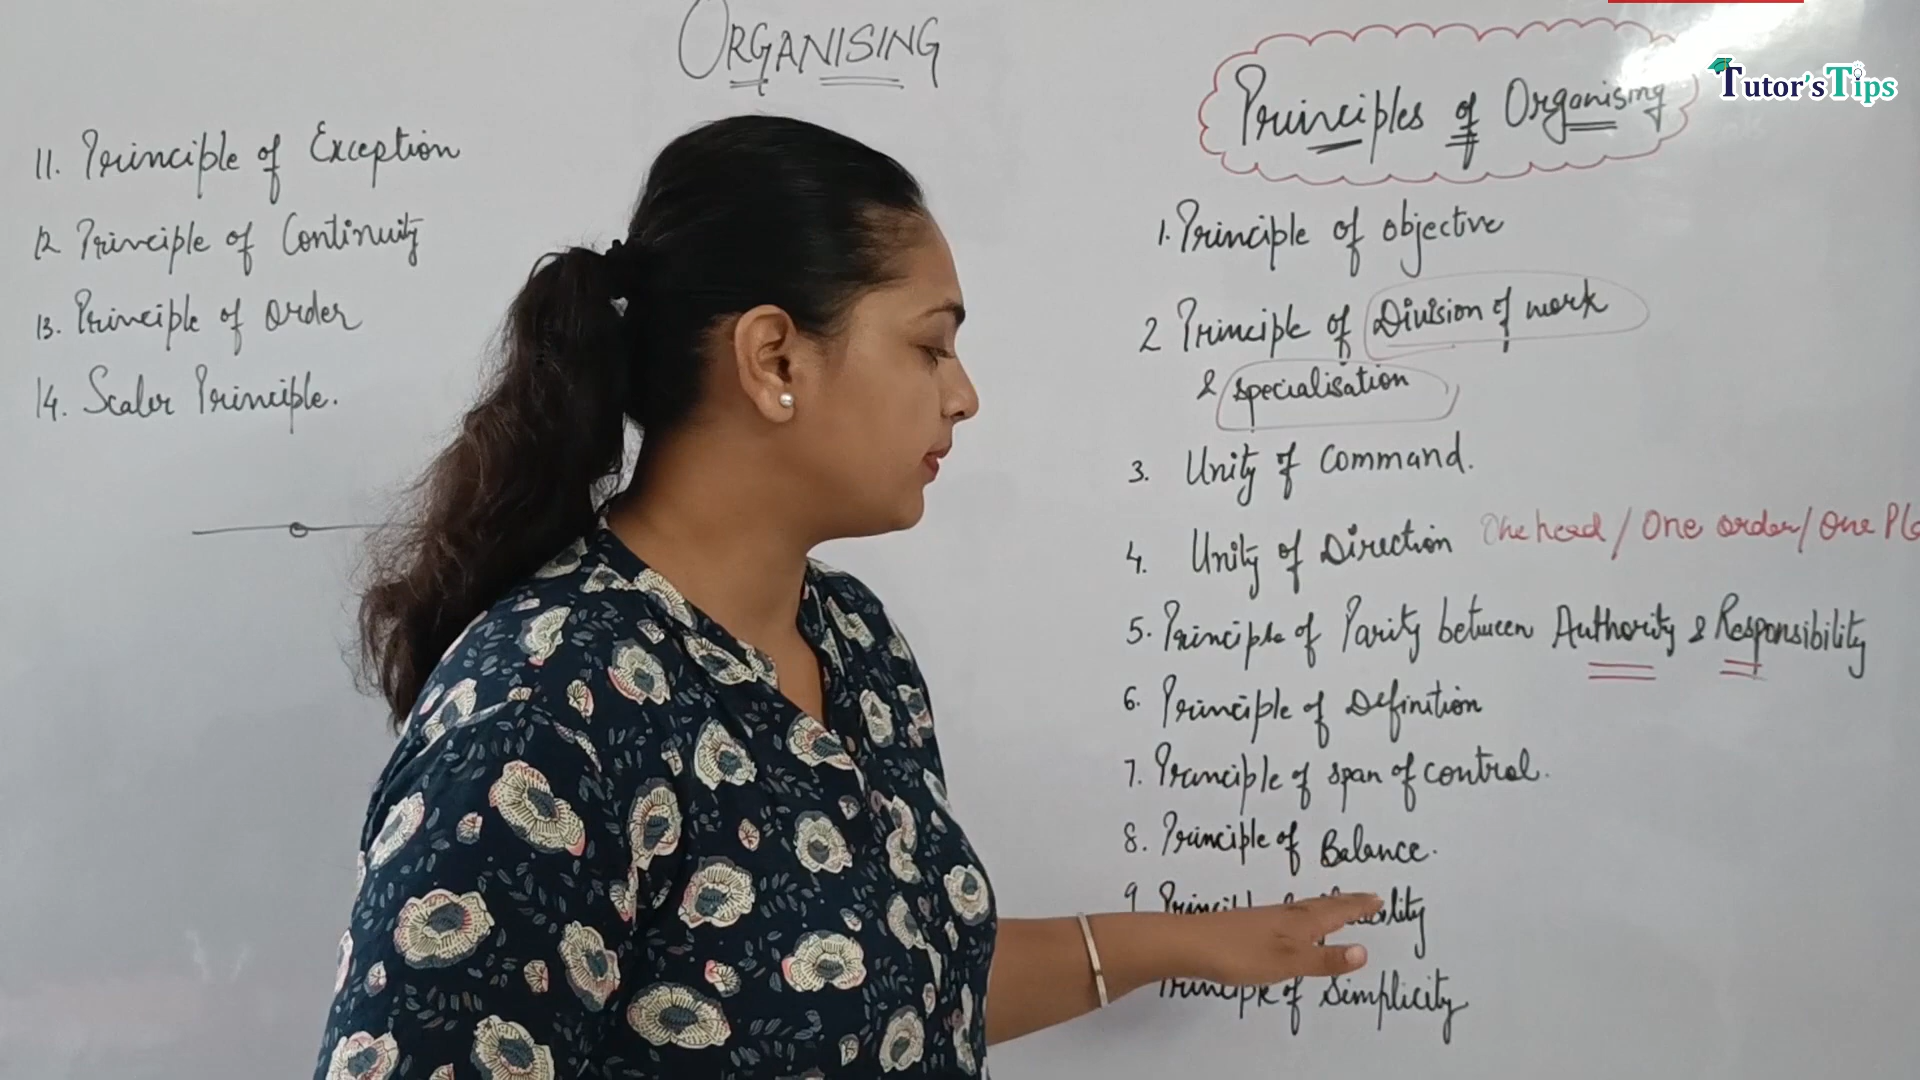 ORGANISING
Tutor'sTips
Principles of Organising
1. Principle of objective
2 Principle of Division of work
& specialisation
3. Unity of Command.
4. Unity of Direction One head / One order / One
5. Principle of Parity between Authority & Responsibility
6. Principle of Definition
7. Principle of span of control.
8. Principle of Balance.
9
Principle of Simplicity
11. Principle of Exception
12 Principle of Continuity
13. Principle of order
14. Scaler Principle.